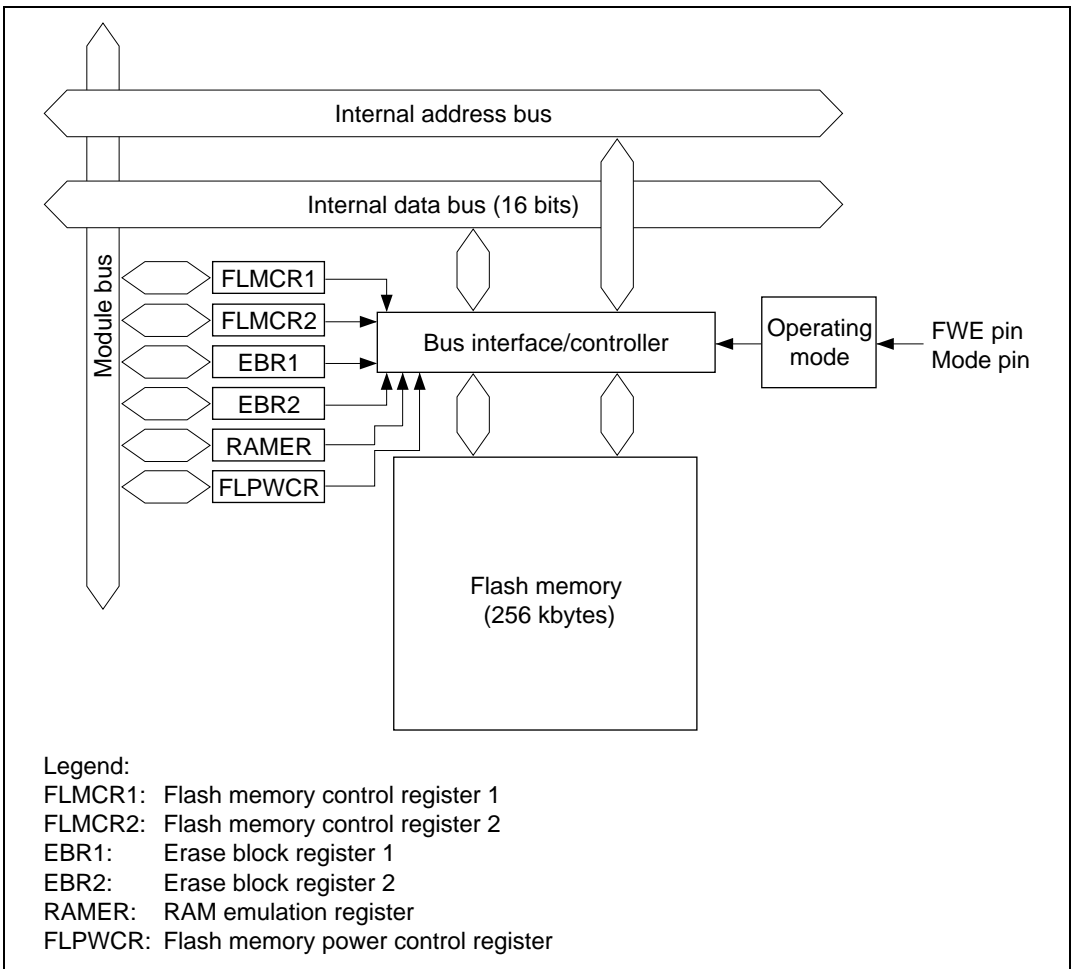 Internal address bus
Internal data bus (16 bits)
Module bus
FLMCR1
FLMCR2
EBR1
EBR2
RAMER
FLPWCR
Bus interface/controller
Operating
mode
FWE pin
Mode pin
Flash memory
(256 kbytes)
Legend:
FLMCR1: Flash memory control register 1
FLMCR2: Flash memory control register 2
EBR1: Erase block register 1
EBR2: Erase block register 2
RAMER: RAM emulation register
FLPWCR: Flash memory power control register